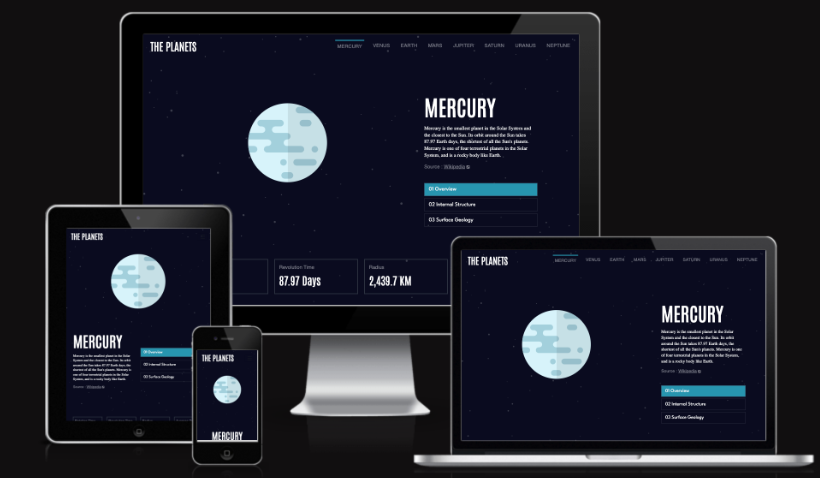 THE PLANETS
MERCURY VENUS EARTH MARS JUPITER SATURN URANUS NEPTUNE
MERCURY
Mercury is the smallest planet in the Solar System and
the closest to the Sun. Its orbit around the Sun takes
87.97 Earth days, the shortest of all the Sun's planets.
Mercury is one of four terrestrial planets in the Solar
System, and is a rocky body like Earth.
Source : Wikipedia
01 Overview
02 Internal Structure
03 Surface Geology
Revolution Time
87.97 Days
Radius
2,439.7 KM
THE PLANETS
MERCURY
Mercury is the smallest planet in the Solar System
and the closest to the Sun. Its orbit
around the Sun takes 87.97 Earth days, the
shortest of all the Sun's planets. Mercury is one
of four terrestrial planets in the Solar System,
and is a rocky body like Earth.
Source : Wikipedia
01 Overview
02 Internal Structure
03 Surface Geology
THE PLANETS
MERCURY
THE PLANETS
MERCURY VENUS EARTH MARS JUPITER SATURN URANUS NEPTUNE
MERCURY
Mercury is the smallest planet in the Solar System
and the closest to the Sun. Its orbit around the
Sun takes 87.97 Earth days, the
shortest of all the Sun's planets. Mercury is one
of four terrestrial planets in the Solar System,
and is a rocky body like Earth.
Source : Wikipedia
01 Overview
02 Internal Structure
03 Surface Geology